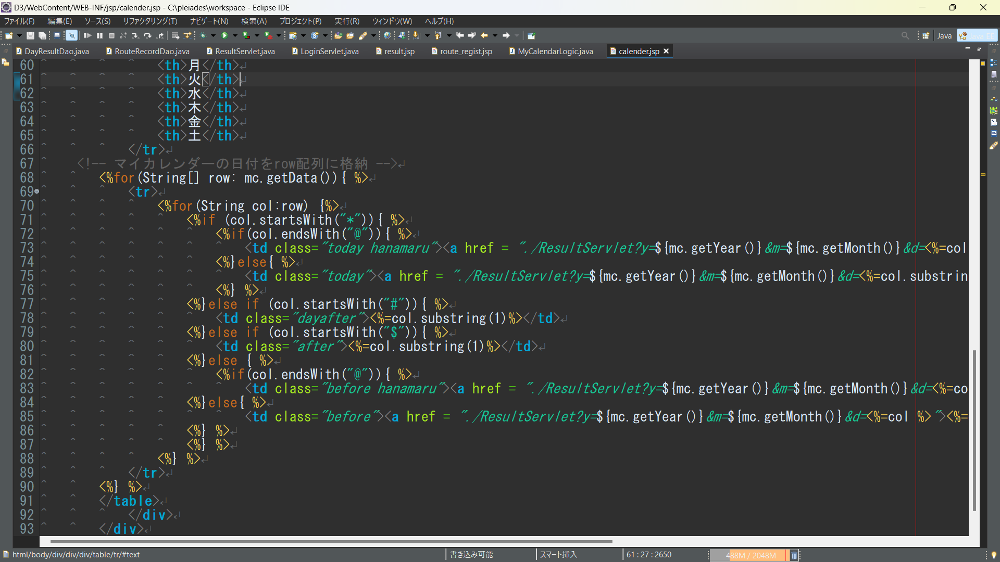 D3/WebContent/WEB-INF/jsp/calender.jsp - C:\pleiades\workspace - Eclipse IDE
ファイル(F) 編集(E) ソース(S) リファクタリング(T) ナビゲート(N) 検索(A) プロジェクト(P) 実行(R) ウィンドウ(W) ヘルプ(H)
Java Java EE
DayResultDao.java RouteRecordDao.java ResultServlet.java LoginServlet.java result.jsp route_regist.jsp MyCalendarLogic.java calender.jsp
60 <th>月</th>
61 <th>火</th>
62 <th>水</th>
63 <th>木</th>
64 <th>金</th>
65 <th>土</th>
66 </tr>
67 <!-- マイカレンダーの日付をrow配列に格納 -->
68 <%for(String[] row: mc.getData()){ %>
69 <tr>
70 <%for(String col:row) {%>
71 <%if (col.startsWith("*")){ %>
72 <%if(col.endsWith("@")){ %>
73 <td class="today hanamaru"><a href = "./ResultServlet?y=${mc.getYear()}&m=${mc.getMonth()}&d=<%=col
74 <%}else{ %>
75 <td class="today"><a href = "./ResultServlet?y=${mc.getYear()}&m=${mc.getMonth()}&d=<%=col.substrin
76 <%} %>
77 <%}else if (col.startsWith("#")){ %>
78 <td class="dayafter"><%=col.substring(1)%></td>
79 <%}else if (col.startsWith("$")){ %>
80 <td class="after"><%=col.substring(1)%></td>
81 <%}else { %>
82 <%if(col.endsWith("@")){ %>
83 <td class="before hanamaru"><a href = "./ResultServlet?y=${mc.getYear()}&m=${mc.getMonth()}&d=<%=co
84 <%}else{ %>
85 <td class="before"><a href = "./ResultServlet?y=${mc.getYear()}&m=${mc.getMonth()}&d=<%=col %>"><%=
86 <%} %>
87 <%} %>
88 <%} %>
89 </tr>
90 <%} %>
91 </table>
92 </div>
93 </div>
html/body/div/div/div/table/tr/#text 書き込み可能 スマート挿入 61 : 27 : 2650 488M / 2048M